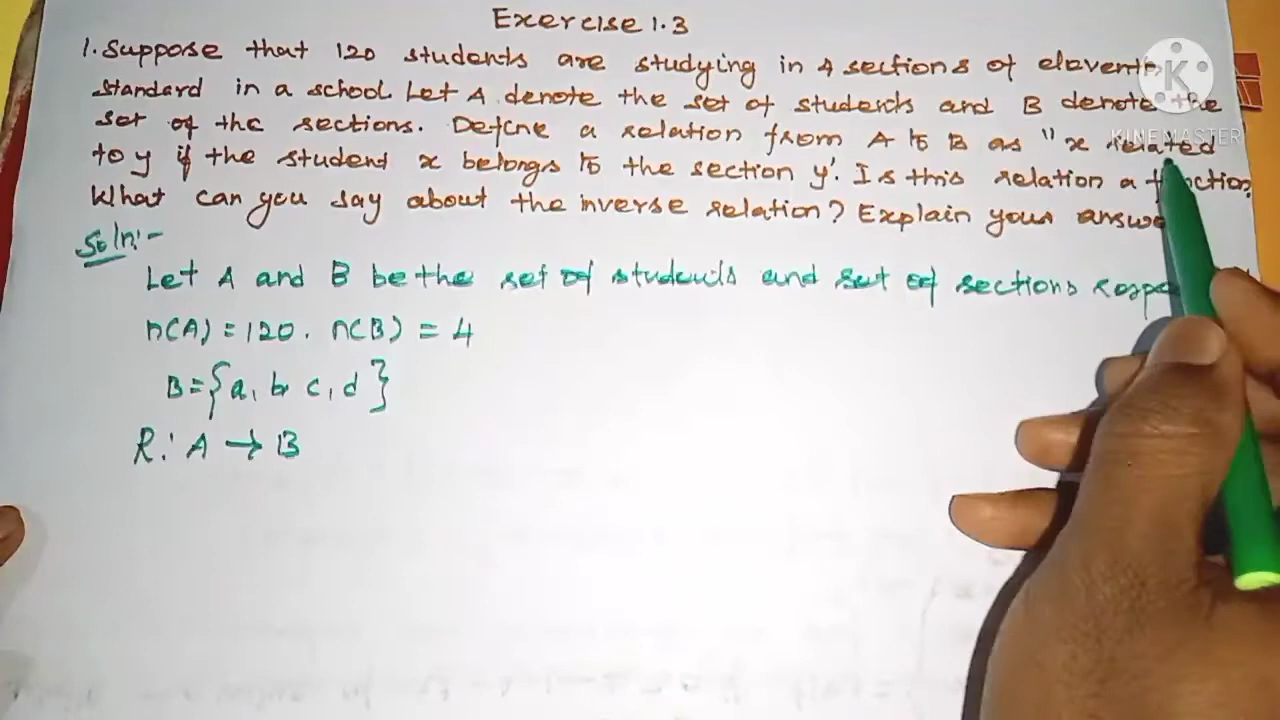 Exercise 1.3
1. Suppose that 120 students are studying in 4 sections of eleventh
standard in a school. Let A denote the set of students and B denote the
set of the sections. Define a relation from A to B as "x related
to y if the student x belongs to the section y'. Is this relation a function
What can you say about the inverse relation? Explain your answe
Soln:-
Let A and B be the set of students and set of sections respe
n(A) = 120. n(B) = 4
B = {a, b c, d}
R: A → B
K
KINEMASTER